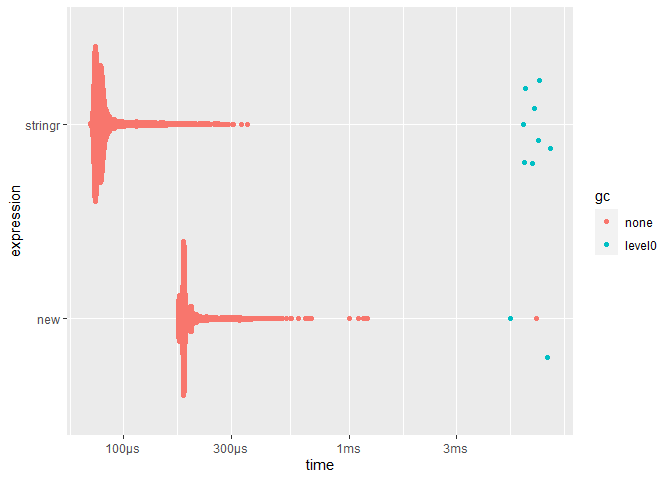 stringr
new
expression
100µs
300µs
1ms
3ms
time
gc
none
level0